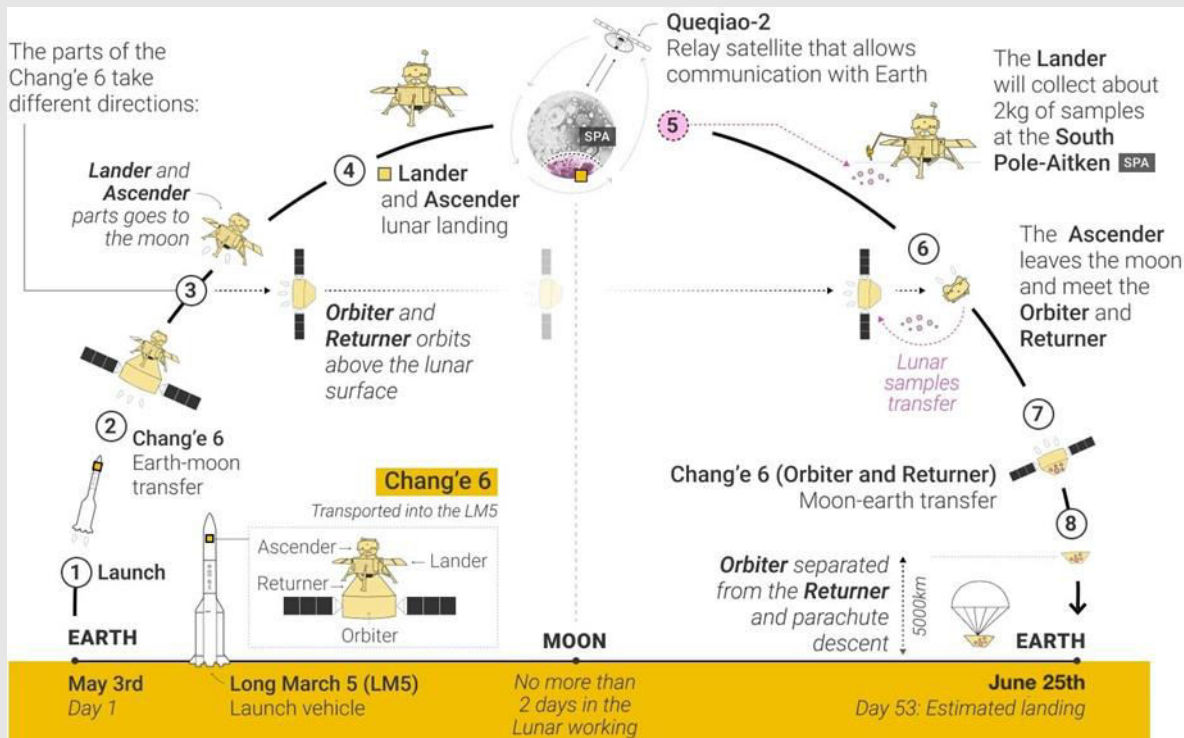 The parts of the
Chang'e 6 take
different directions:
Lander and
Ascender
parts goes to
the moon
3
Orbiter and
Returner orbits
above the lunar
surface
2
Chang'e 6
Earth-moon
transfer
1 Launch
EARTH
4
Lander
and Ascender
lunar landing
Queqiao-2
Relay satellite that allows
communication with Earth
SPA
5
The Lander
will collect about
2kg of samples
at the South
Pole-Aitken SPA
6
The Ascender
leaves the moon
and meet the
Orbiter and
Returner
Lunar
samples
transfer
7
Chang'e 6 (Orbiter and Returner)
Moon-earth transfer
8
Orbiter separated
from the Returner
and parachute
descent
5000km
EARTH
Chang'e 6
Transported into the LM5
Ascender
Lander
Returner
Orbiter
MOON
May 3rd
Day 1
Long March 5 (LM5)
Launch vehicle
No more than
2 days in the
Lunar working
June 25th
Day 53: Estimated landing